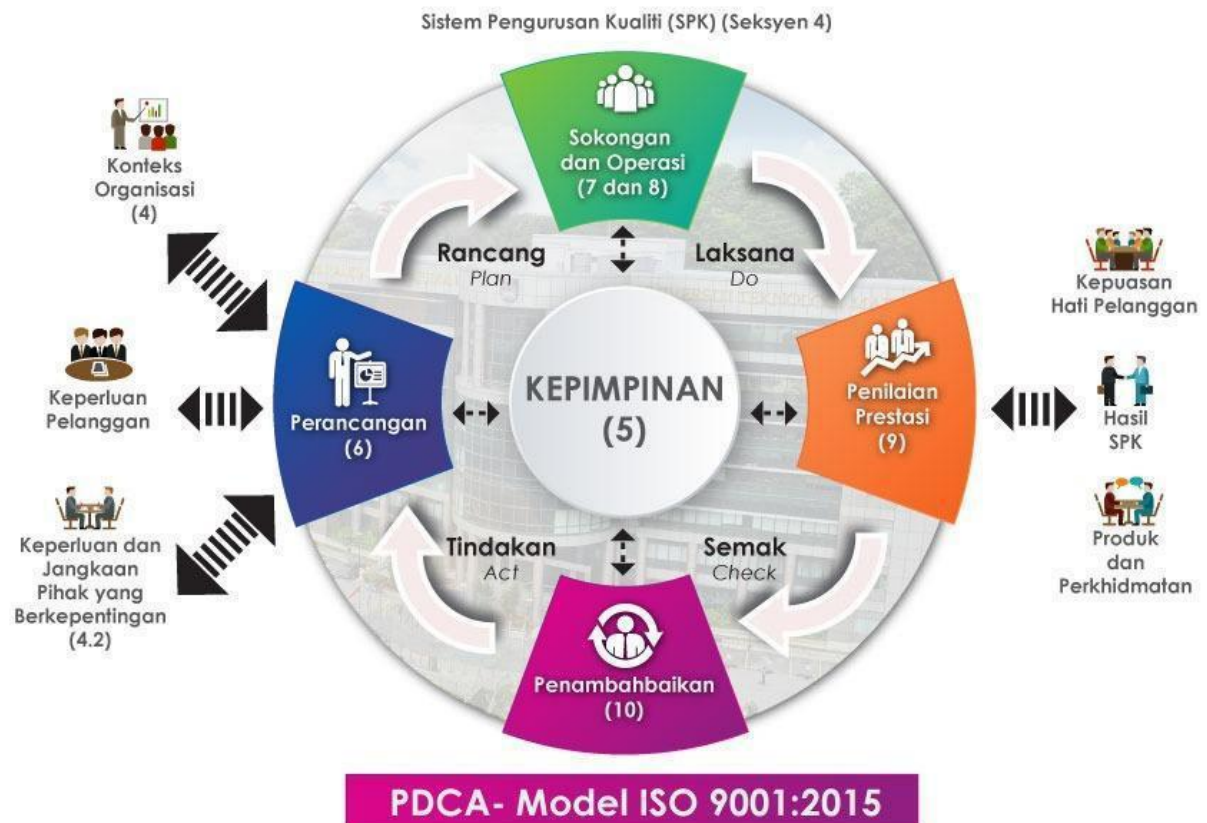 Sistem Pengurusan Kualiti (SPK) (Seksyen 4)
Sokongan
dan Operasi
(7 dan 8)
Konteks
Organisasi
(4)
Rancang
Plan
Laksana
Do
Kepuasan
Hati Pelanggan
Keperluan
Pelanggan
Perancangan
(6)
KEPIMPINAN
(5)
Penilaian
Prestasi
(9)
Hasil
SPK
Keperluan dan
Jangkaan
Pihak yang
Berkepentingan
(4.2)
Tindakan
Act
Semak
Check
Produk
dan
Perkhidmatan
Penambahbaikan
(10)
PDCA- Model ISO 9001:2015